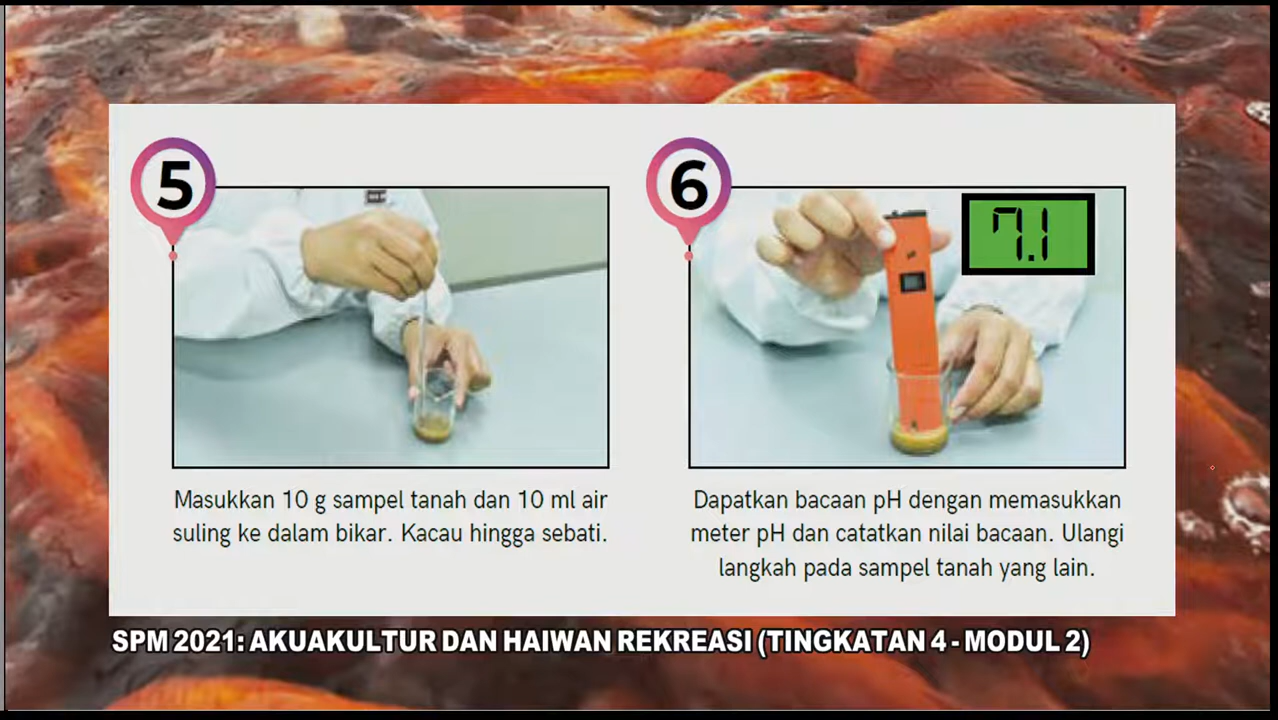 5
Masukkan 10 g sampel tanah dan 10 ml air
suling ke dalam bikar. Kacau hingga sebati.
6
7.1
Dapatkan bacaan pH dengan memasukkan
meter pH dan catatkan nilai bacaan. Ulangi
langkah pada sampel tanah yang lain.
SPM 2021: AKUAKULTUR DAN HAIWAN REKREASI (TINGKATAN 4 - MODUL 2)